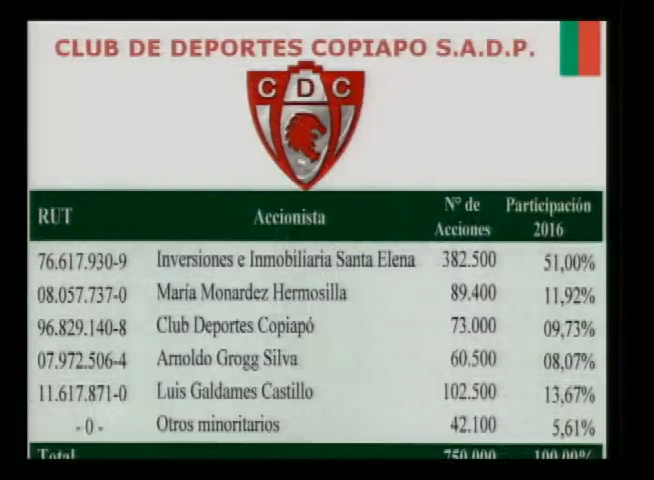 CLUB DE DEPORTES COPIAPO S.A.D.P.
C D C
RUT Accionista N° de Acciones Participación 2016
76.617.930-9 Inversiones e Inmobiliaria Santa Elena 382.500 51,00%
08.057.737-0 María Monardez Hermosilla 89.400 11,92%
96.829.140-8 Club Deportes Copiapó 73.000 09,73%
07.972.506-4 Arnoldo Grogg Silva 60.500 08,07%
11.617.871-0 Luis Galdames Castillo 102.500 13,67%
- 0 - Otros minoritarios 42.100 5,61%
Total 750.000 100,00%